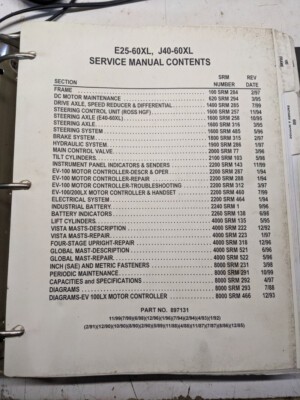 E25-60XL, J40-60XL
SERVICE MANUAL CONTENTS
SECTION SRM NUMBER REV DATE
FRAME 100 SRM 284 2/97
DC MOTOR MAINTENANCE 620 SRM 294 3/95
DRIVE AXLE, SPEED REDUCER & DIFFERENTIAL 1400 SRM 295 7/99
STEERING CONTROL UNIT (ROSS HGF) 1600 SRM 257 11/94
STEERING AXLE (E40-60XL) 1600 SRM 258 10/95
STEERING AXLE 1600 SRM 316 3/95
STEERING SYSTEM 1600 SRM 485 5/96
BRAKE SYSTEM 1800 SRM 315 2/97
HYDRAULIC SYSTEM 1900 SRM 286 1/97
MAIN CONTROL VALVE 2000 SRM 77 3/96
TILT CYLINDERS 2100 SRM 103 5/98
INSTRUMENT PANEL INDICATORS & SENDERS 2200 SRM 143 11/99
EV-100 MOTOR CONTROLLER-DESCR & OPER 2200 SRM 287 1/94
EV-100 MOTOR CONTROLLER-REPAIR 2200 SRM 288 1/94
EV-100 MOTOR CONTROLLER-TROUBLESHOOTING 2200 SRM 312 3/97
EV-100/200LX MOTOR CONTROLLER & HANDSET 2200 SRM 460 7/99
ELECTRICAL SYSTEM 2200 SRM 464 1/94
INDUSTRIAL BATTERY 2240 SRM 1 9/96
BATTERY INDICATORS 2260 SRM 128 6/98
LIFT CYLINDERS 4000 SRM 135 5/95
VISTA MASTS-DESCRIPTION 4000 SRM 222 12/92
VISTA MASTS-REPAIR 4000 SRM 223 1/97
FOUR-STAGE UPRIGHT-REPAIR 4000 SRM 318 12/96
GLOBAL MAST-DESCRIPTION 4000 SRM 521 6/96
GLOBAL MAST-REPAIR 4000 SRM 522 5/96
INCH (SAE) AND METRIC FASTENERS 8000 SRM 231 3/98
PERIODIC MAINTENANCE 8000 SRM 291 10/99
CAPACITIES and SPECIFICATIONS 8000 SRM 292 4/97
DIAGRAMS 8000 SRM 293 7/88
DIAGRAMS-EV 100LX MOTOR CONTROLLER 8000 SRM 466 12/93
PART NO. 897131